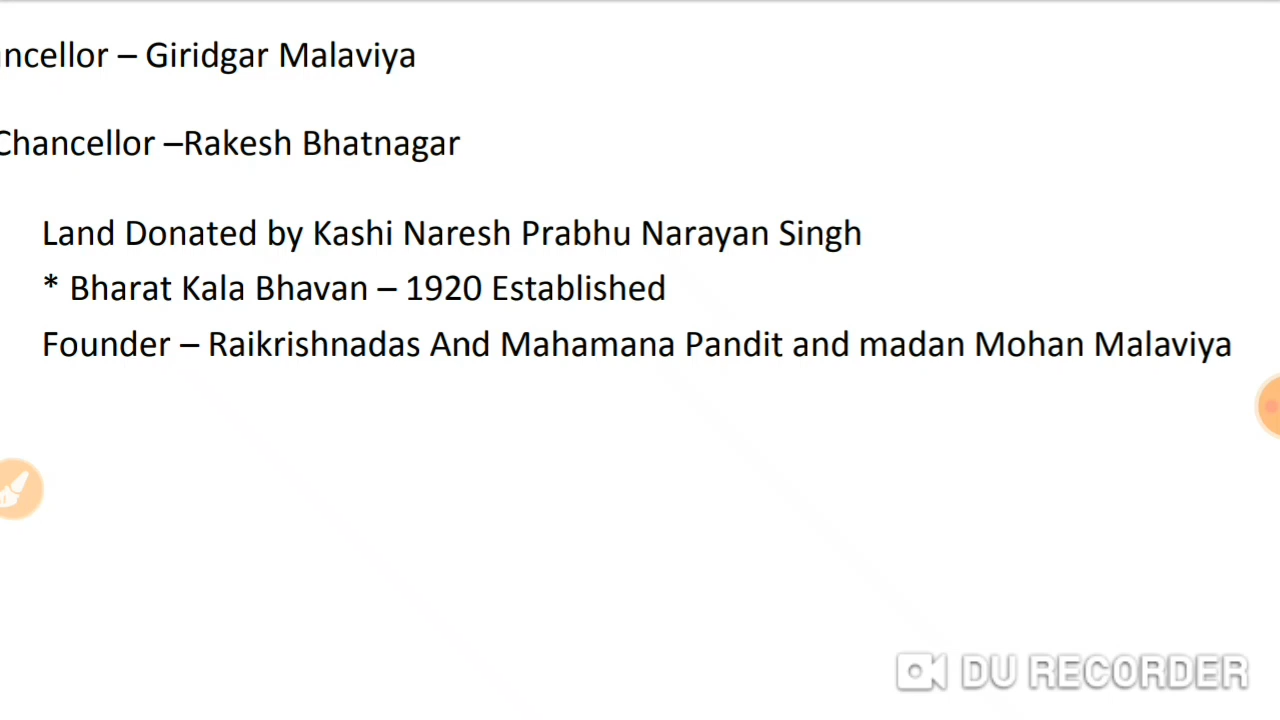 ncellor – Giridgar Malaviya
Chancellor –Rakesh Bhatnagar
Land Donated by Kashi Naresh Prabhu Narayan Singh
* Bharat Kala Bhavan – 1920 Established
Founder – Raikrishnadas And Mahamana Pandit and madan Mohan Malaviya
DU RECORDER